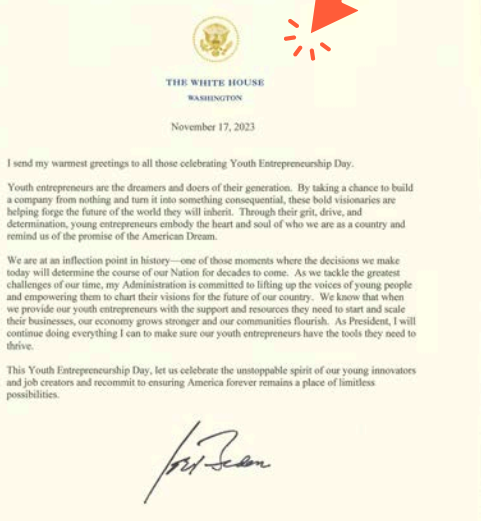 THE WHITE HOUSE
WASHINGTON
November 17, 2023
I send my warmest greetings to all those celebrating Youth Entrepreneurship Day.
Youth entrepreneurs are the dreamers and doers of their generation. By taking a chance to build
a company from nothing and turn it into something consequential, these bold visionaries are
helping forge the future of the world they will inherit. Through their grit, drive, and
determination, young entrepreneurs embody the heart and soul of who we are as a country and
remind us of the promise of the American Dream.
We are at an inflection point in history—one of those moments where the decisions we make
today will determine the course of our Nation for decades to come. As we tackle the greatest
challenges of our time, my Administration is committed to lifting up the voices of young people
and empowering them to chart their visions for the future of our country. We know that when
we provide our youth entrepreneurs with the support and resources they need to start and scale
their businesses, our economy grows stronger and our communities flourish. As President, I will
continue doing everything I can to make sure our youth entrepreneurs have the tools they need to
thrive.
This Youth Entrepreneurship Day, let us celebrate the unstoppable spirit of our young innovators
and job creators and recommit to ensuring America forever remains a place of limitless
possibilities.